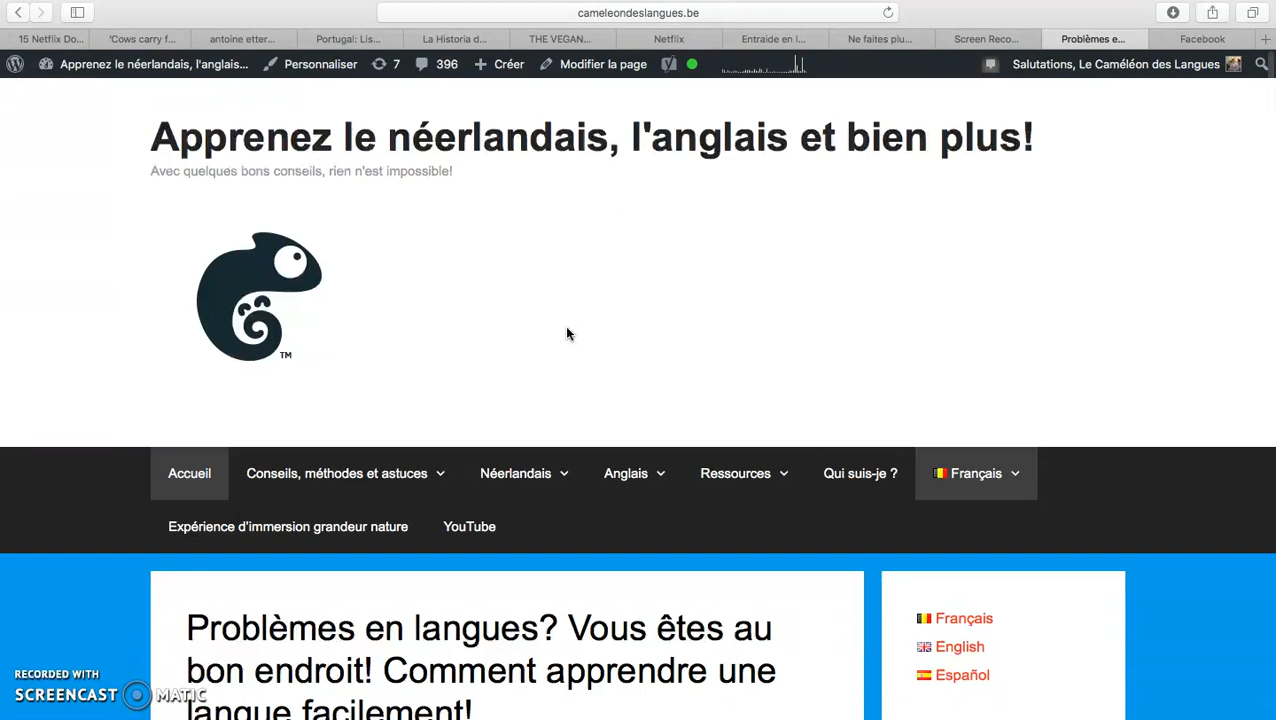 cameleondeslangues.be
15 Netflix Do... 'Cows carry f... antoine etter... Portugal: Lis... La Historia d... THE VEGAN... Netflix Entraide en l... Ne faites plu... Screen Reco... Problèmes e... Facebook
Apprenez le néerlandais, l'anglais... Personnaliser 7 396 Créer Modifier la page Salutations, Le Caméléon des Langues
Apprenez le néerlandais, l'anglais et bien plus!
Avec quelques bons conseils, rien n'est impossible!
TM
Accueil Conseils, méthodes et astuces Néerlandais Anglais Ressources Qui suis-je ? Français
Expérience d'immersion grandeur nature YouTube
Problèmes en langues? Vous êtes au
bon endroit! Comment apprendre une
langue facilement!
Français
English
Español
RECORDED WITH
SCREENCAST MATIC